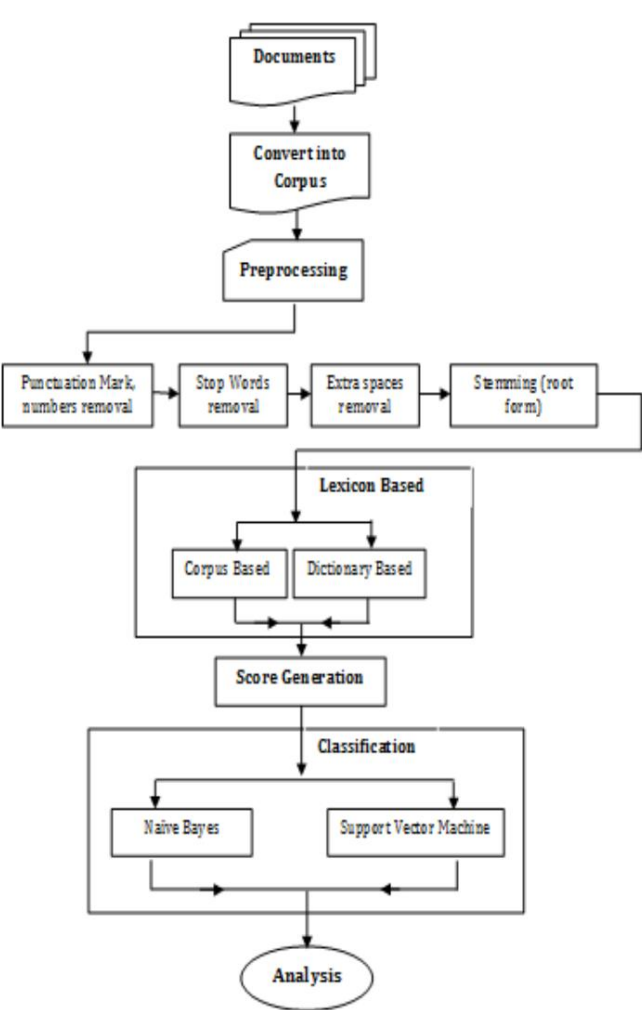 Documents
Convert into
Corpus
Preprocessing
Punctuation Mark,
numbers removal
Stop Words
removal
Extra spaces
removal
Stemming (root
form)
Lexicon Based
Corpus Based
Dictionary Based
Score Generation
Classification
Naive Bayes
Support Vector Machine
Analysis